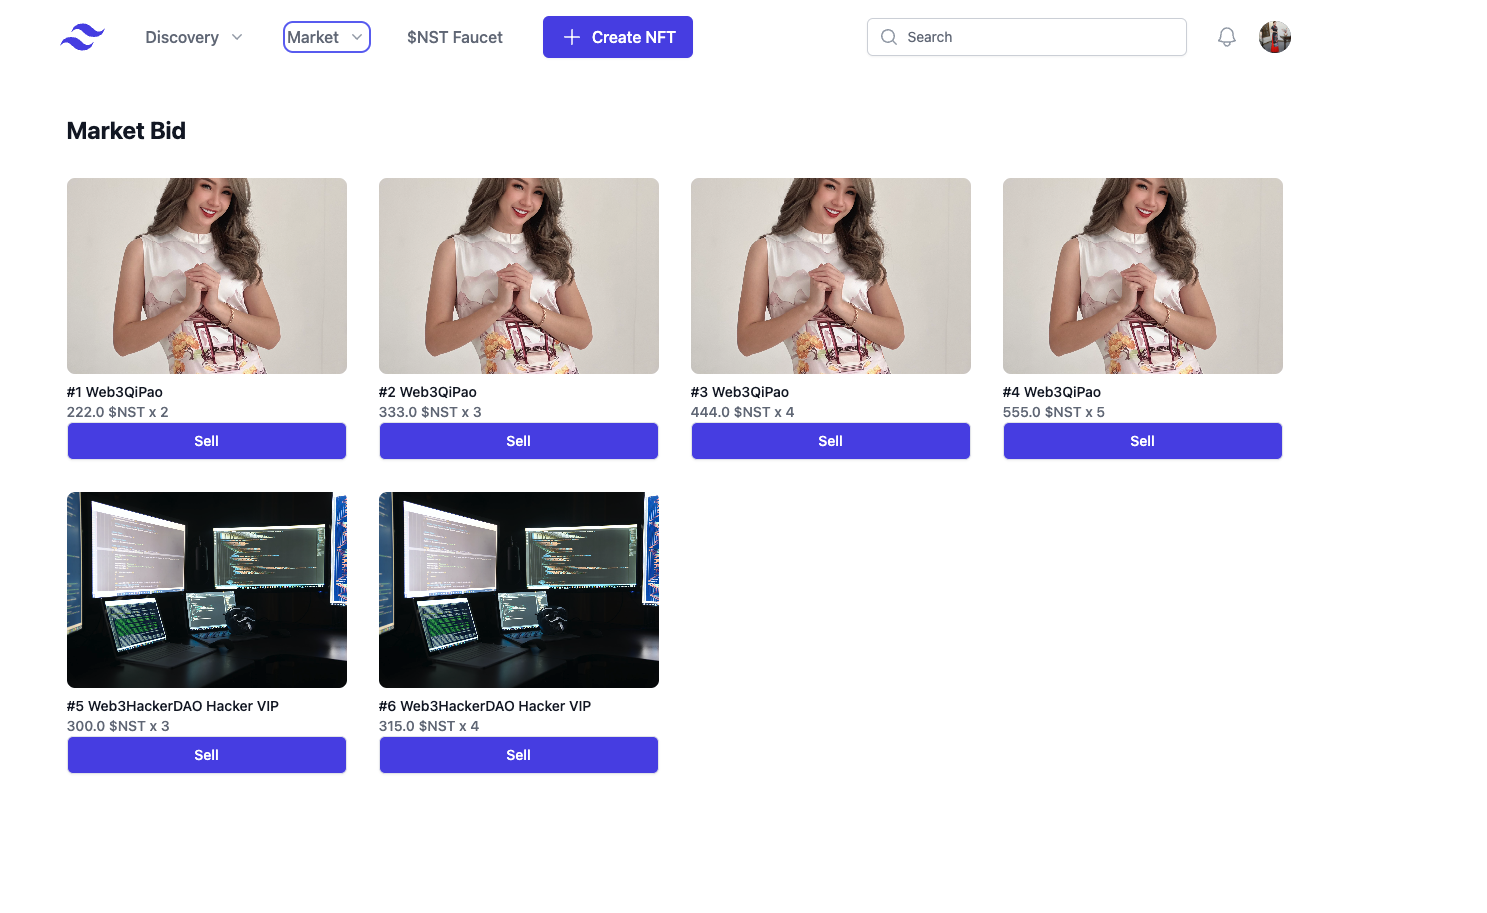 Discovery
Market
$NST Faucet
Create NFT
Search
Market Bid
#1 Web3QiPao
222.0 $NST x 2
Sell
#2 Web3QiPao
333.0 $NST x 3
Sell
#3 Web3QiPao
444.0 $NST x 4
Sell
#4 Web3QiPao
555.0 $NST x 5
Sell
#5 Web3HackerDAO Hacker VIP
300.0 $NST x 3
Sell
#6 Web3HackerDAO Hacker VIP
315.0 $NST x 4
Sell